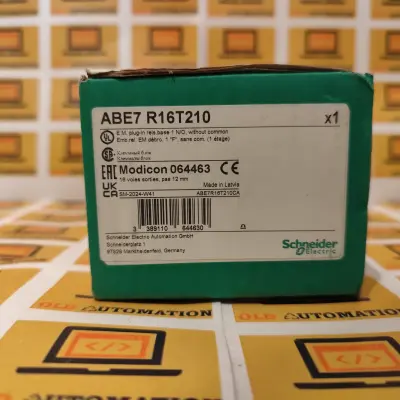 ABE7 R16T210 x1
E.M. plug-in relo.base 1 N/O, without common
Emb.rel. EM débro, 1 "F", sans com. (1 étage)
Modicon 064463
16 voies sorties, pas 12 mm
Made in Latvia
ABE7R16T210CA
3 389110 644630
Schneider Electric Automation GmbH
Schneiderplatz 1
97828 Marktheidenfeld, Germany
Schneider
Electric
OLD AUTOMATION